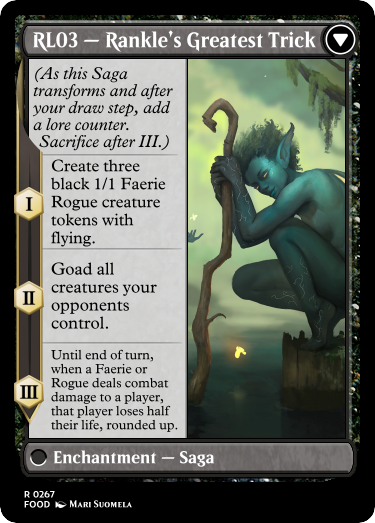 RL03 — Rankle's Greatest Trick
(As this Saga
transforms and after
your draw step, add
a lore counter.
Sacrifice after III.)
I
Create three
black 1/1 Faerie
Rogue creature
tokens with
flying.
II
Goad all
creatures your
opponents
control.
III
Until end of turn,
when a Faerie or
Rogue deals combat
damage to a player,
that player loses half
their life, rounded up.
Enchantment — Saga
R 0267
FOOD Mari Suomela